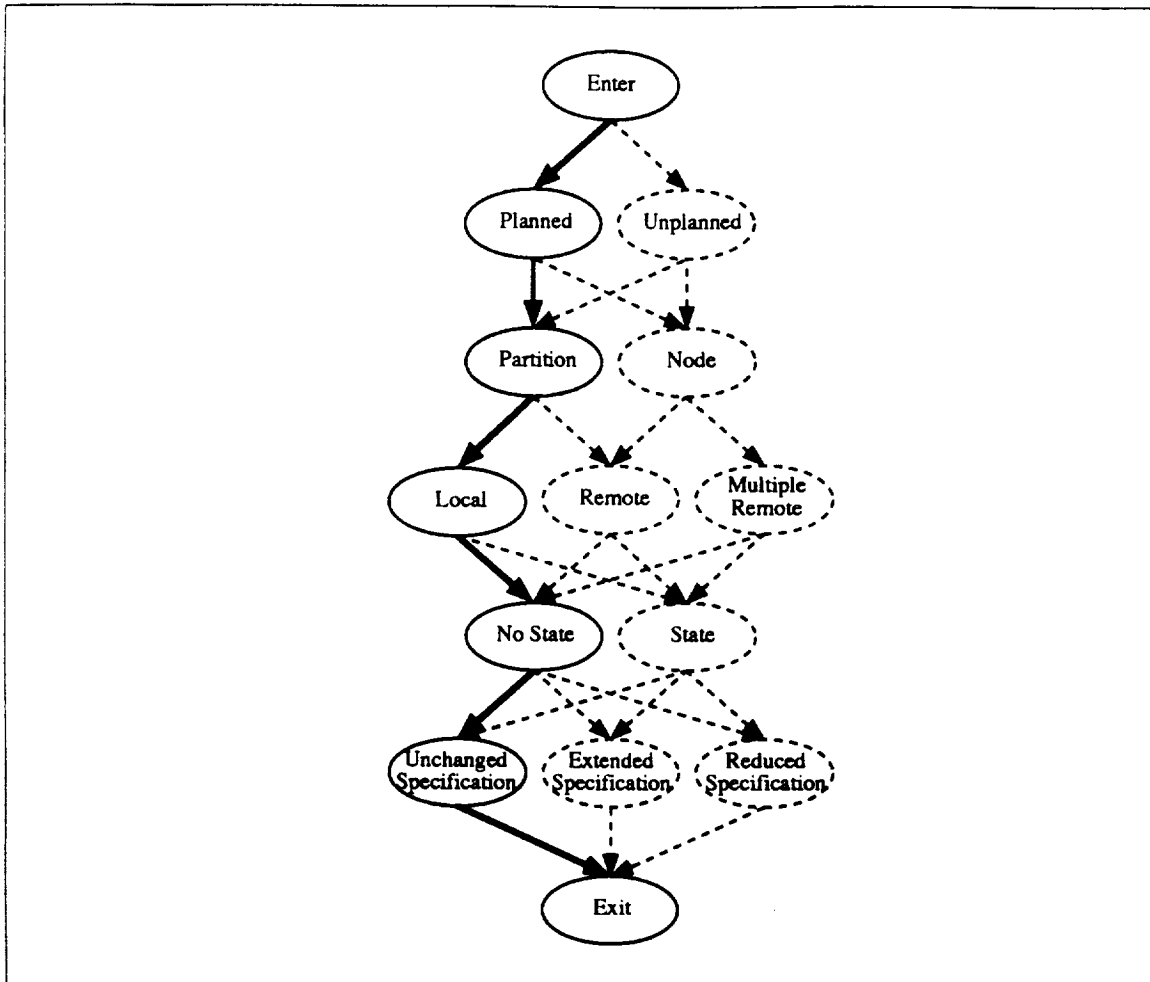 Enter
Planned
Unplanned
Partition
Node
Local
Remote
Multiple
Remote
No State
State
Unchanged
Specification
Extended
Specification
Reduced
Specification
Exit